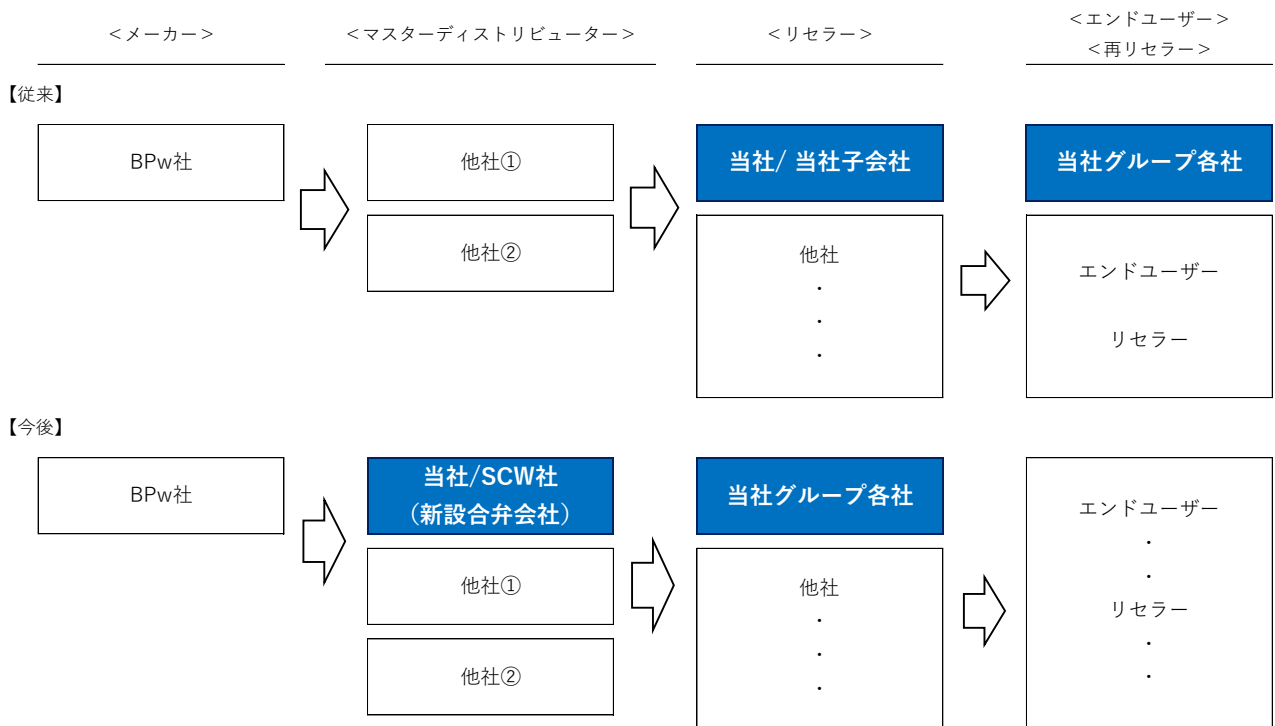 ＜メーカー＞
＜マスターディストリビューター＞
＜リセラー＞
＜エンドユーザー＞
＜再リセラー＞
【従来】
BPw社
他社①
他社②
当社/ 当社子会社
他社
・
・
・
当社グループ各社
エンドユーザー
リセラー
【今後】
BPw社
当社/SCW社
（新設合弁会社）
他社①
他社②
当社グループ各社
他社
・
・
・
エンドユーザー
・
・
リセラー
・
・